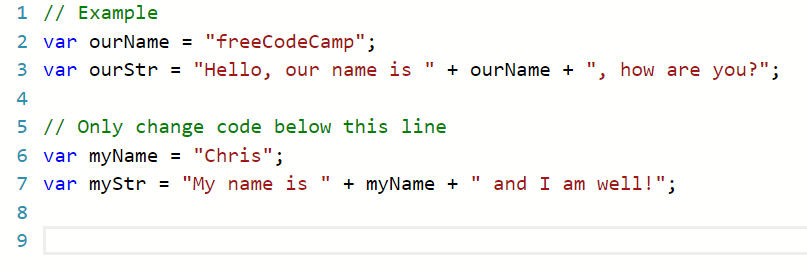 1 // Example
2 var ourName = "freeCodeCamp";
3 var ourStr = "Hello, our name is " + ourName + ", how are you?";
4
5 // Only change code below this line
6 var myName = "Chris";
7 var myStr = "My name is " + myName + " and I am well!";
8
9